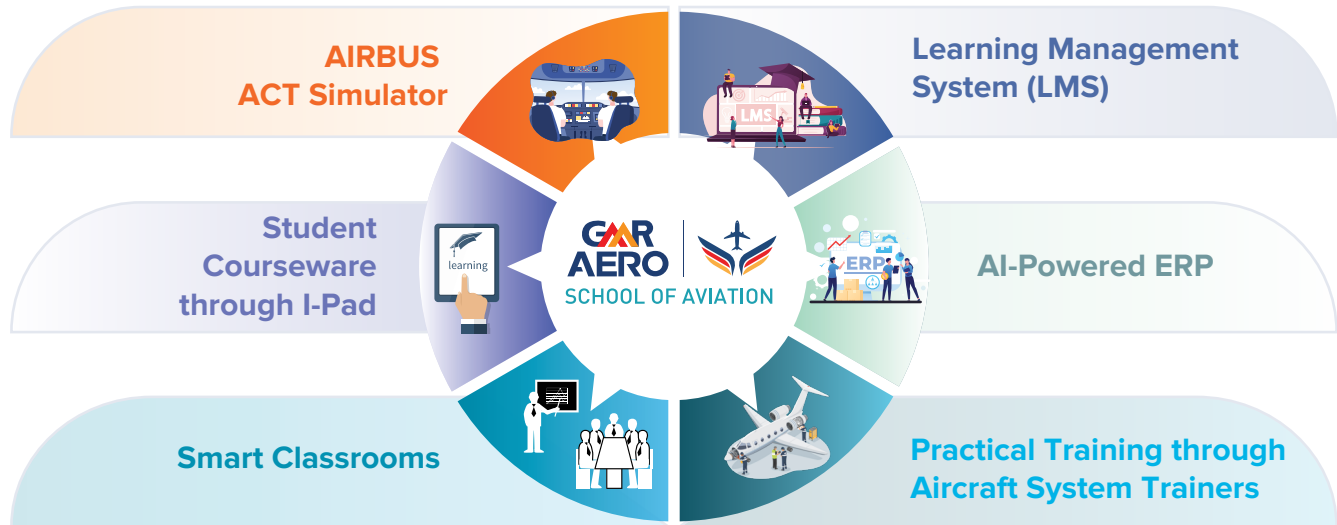 AIRBUS
ACT Simulator
Learning Management
System (LMS)
LMS
Student
Courseware
through I-Pad
learning
GMR
AERO
SCHOOL OF AVIATION
ERP
AI-Powered ERP
Smart Classrooms
Practical Training through
Aircraft System Trainers